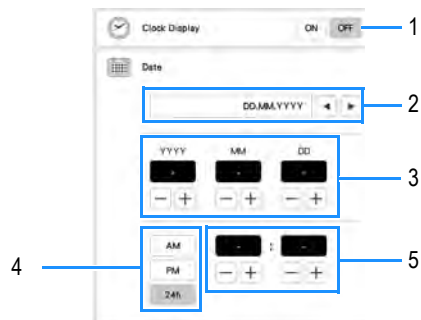 Clock Display ON OFF 1
Date
DD.MM.YYYY ◄ ► 2
YYYY MM DD
- - - 3
− + − + − +
AM - : - 5
4 PM − + − +
24h